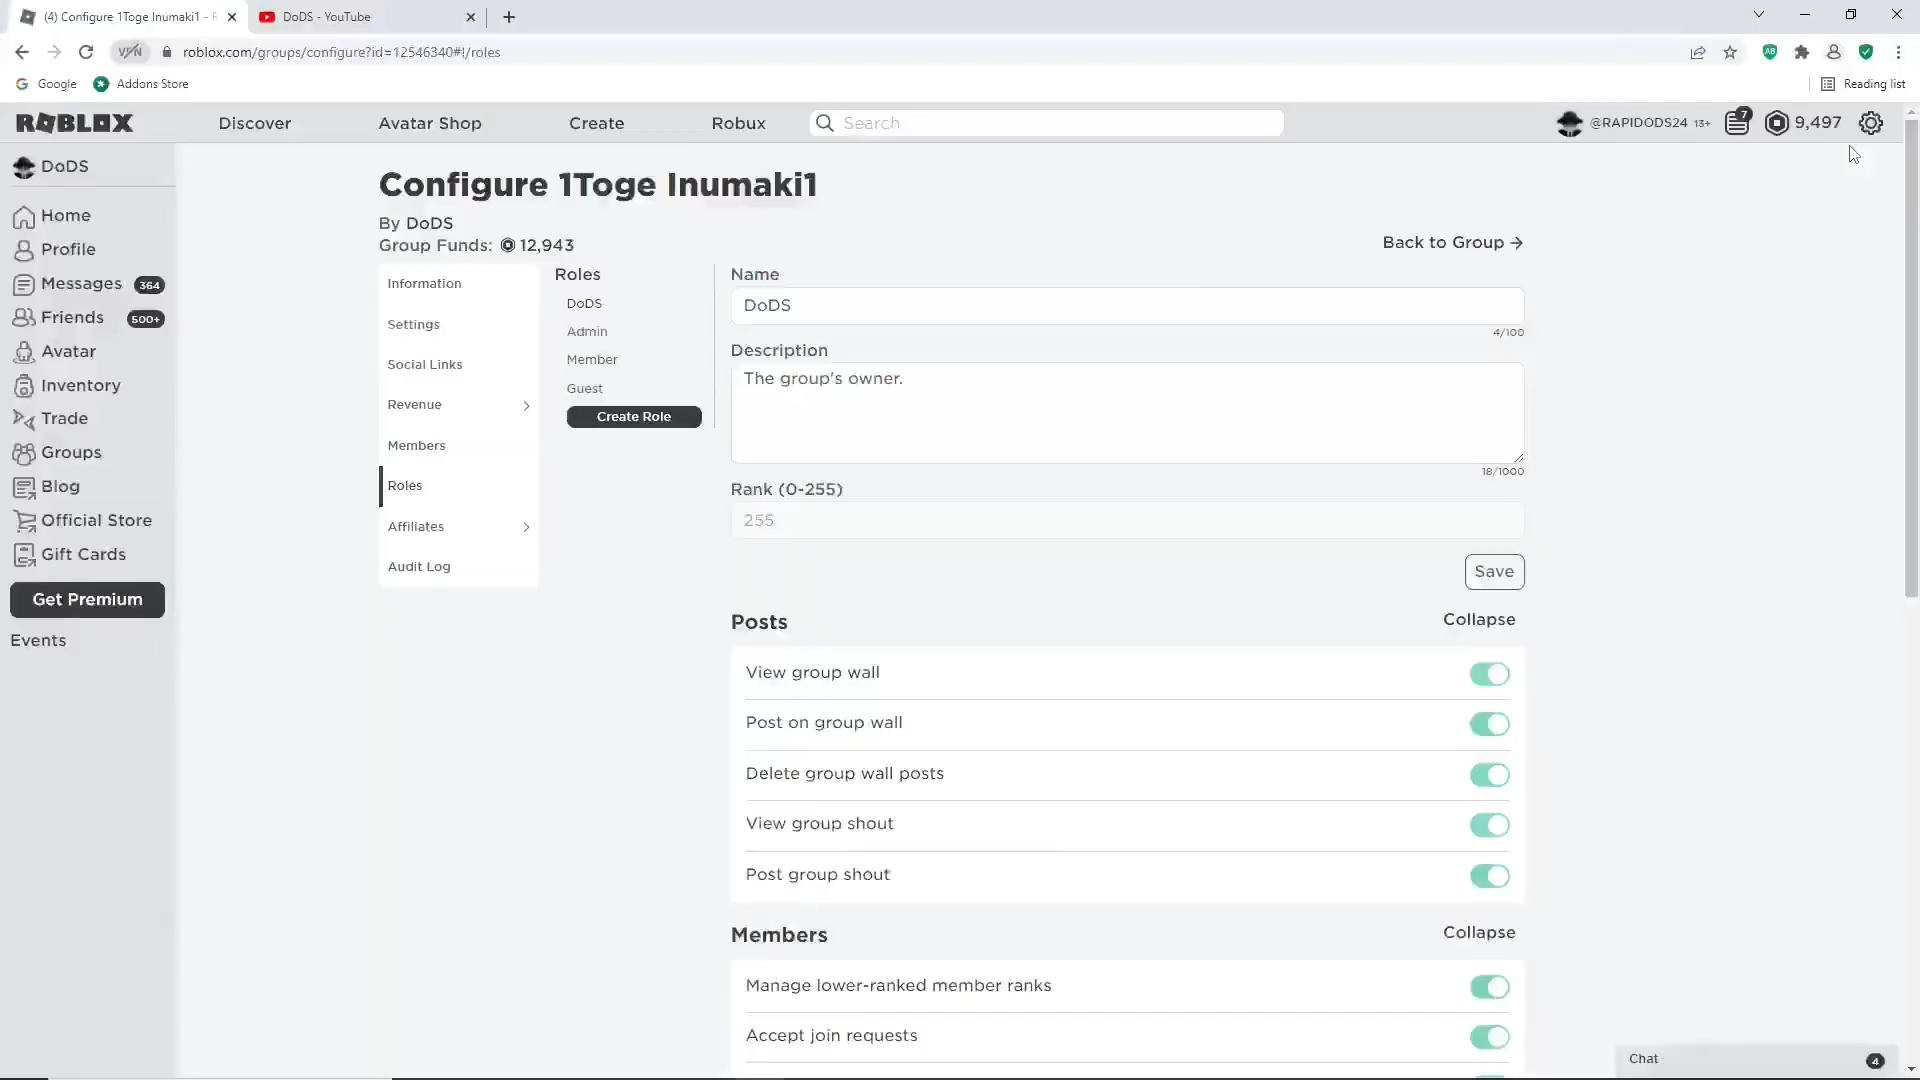 (4) Configure 1Toge Inumaki1 -
DoDS - YouTube
VPN
roblox.com/groups/configure?id=12546340#!/roles
Google
Addons Store
Reading list
ROBLOX
Discover
Avatar Shop
Create
Robux
Search
@RAPIDODS24 13+
7
9,497
DoDS
Home
Profile
Messages 364
Friends 500+
Avatar
Inventory
Trade
Groups
Blog
Official Store
Gift Cards
Get Premium
Events
Configure 1Toge Inumaki1
By DoDS
Group Funds: 12,943
Back to Group →
Information
Settings
Social Links
Revenue
Members
Roles
Affiliates
Audit Log
Roles
DoDS
Admin
Member
Guest
Create Role
Name
DoDS
4/100
Description
The group's owner.
18/1000
Rank (0-255)
255
Save
Posts
Collapse
View group wall
Post on group wall
Delete group wall posts
View group shout
Post group shout
Members
Collapse
Manage lower-ranked member ranks
Accept join requests
Chat
4